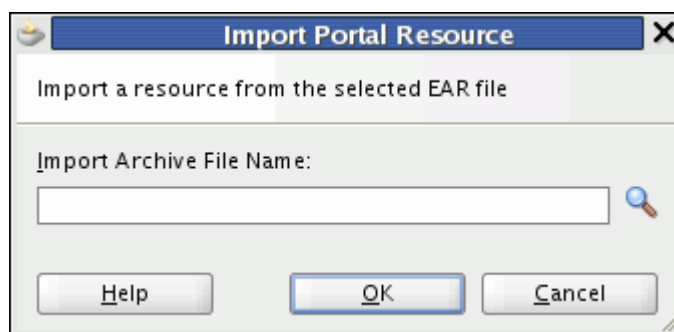 Import Portal Resource
Import a resource from the selected EAR file
Import Archive File Name:
Help OK Cancel